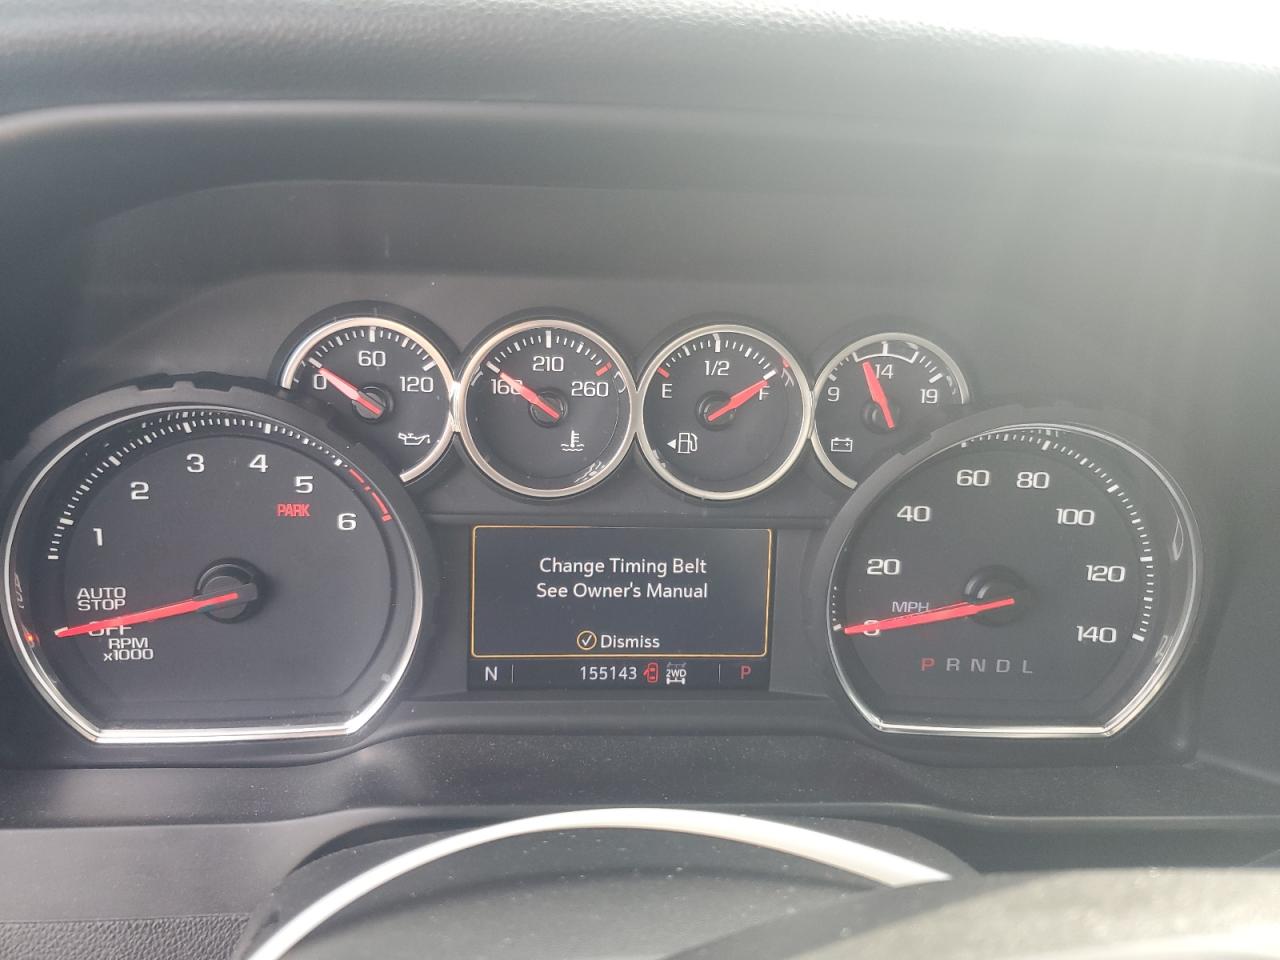 0 60 120
160 210 260
E 1/2 F
9 14 19
1 2 3 4 5 6
PARK
AUTO
STOP
OFF
RPM
x1000
Change Timing Belt
See Owner's Manual
Dismiss
N 155143 2WD P
0 20 40 60 80 100 120 140
MPH
P R N D L